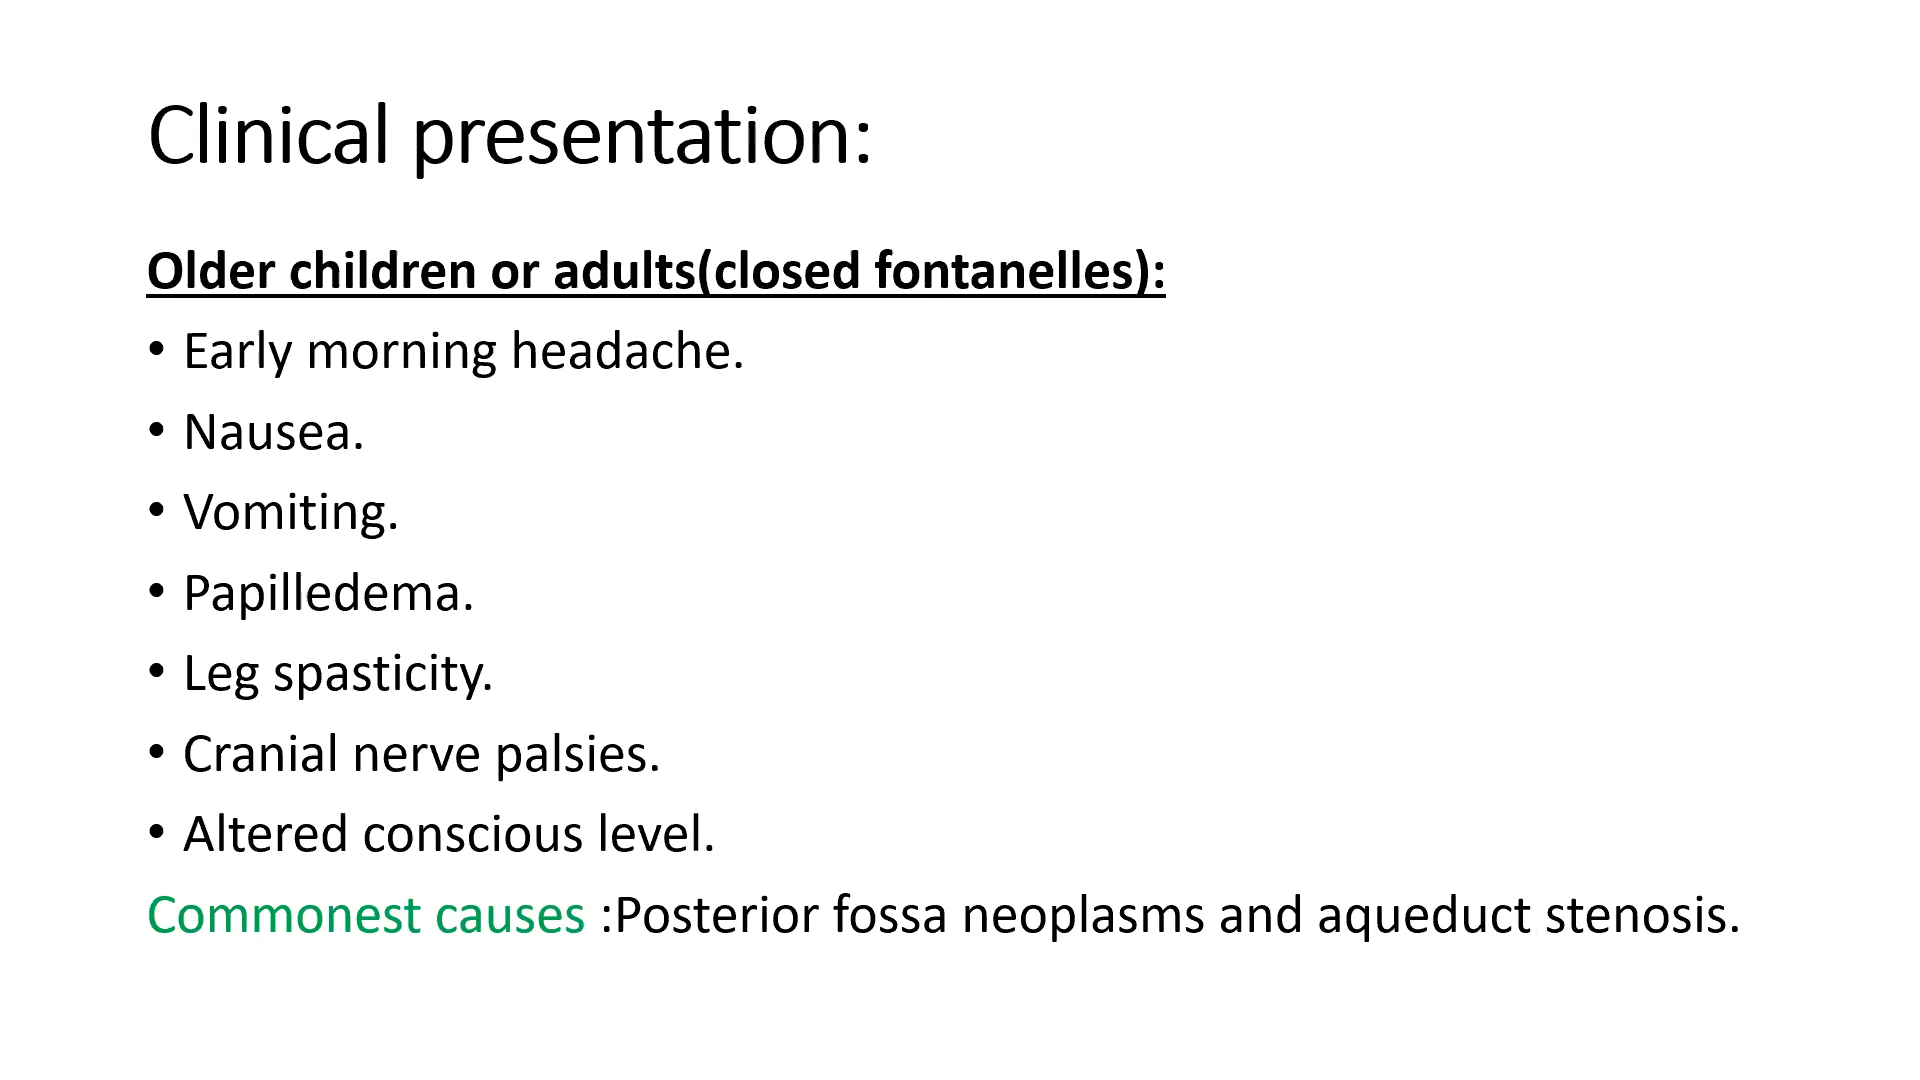 Clinical presentation:
Older children or adults(closed fontanelles):
• Early morning headache.
• Nausea.
• Vomiting.
• Papilledema.
• Leg spasticity.
• Cranial nerve palsies.
• Altered conscious level.
Commonest causes :Posterior fossa neoplasms and aqueduct stenosis.